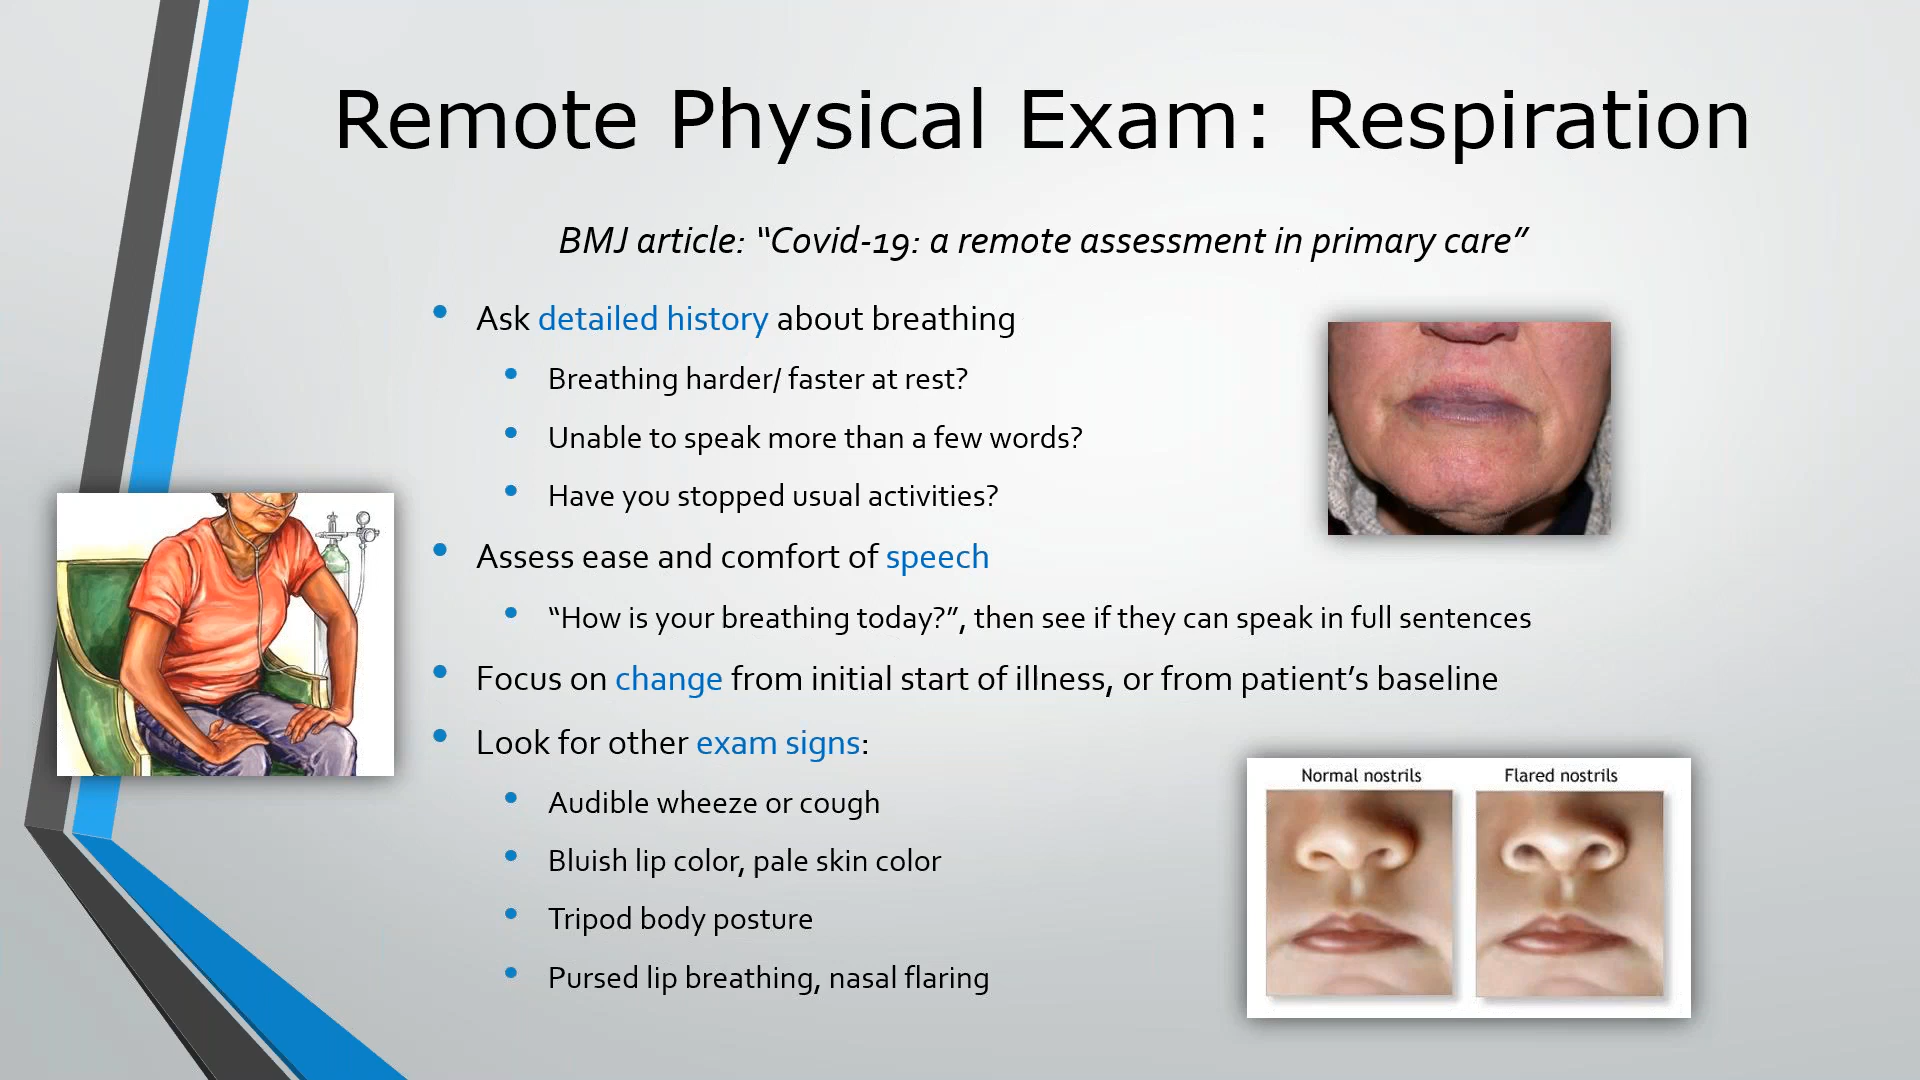 Remote Physical Exam: Respiration
BMJ article: “Covid-19: a remote assessment in primary care”
• Ask detailed history about breathing
• Breathing harder/ faster at rest?
• Unable to speak more than a few words?
• Have you stopped usual activities?
• Assess ease and comfort of speech
• “How is your breathing today?”, then see if they can speak in full sentences
• Focus on change from initial start of illness, or from patient’s baseline
• Look for other exam signs:
• Audible wheeze or cough
• Bluish lip color, pale skin color
• Tripod body posture
• Pursed lip breathing, nasal flaring
Normal nostrils
Flared nostrils